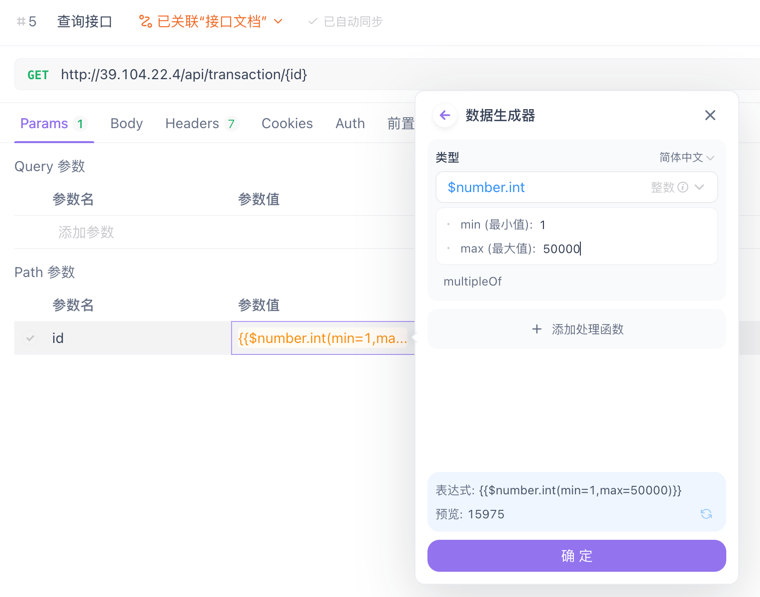 #5 查询接口 已关联“接口文档” 已自动同步
GET http://39.104.22.4/api/transaction/{id}
Params 1 Body Headers 7 Cookies Auth 前置
Query 参数
参数名 参数值
添加参数
Path 参数
参数名 参数值
id {{$number.int(min=1,ma...
数据生成器
类型 简体中文
$number.int 整数
· min (最小值): 1
· max (最大值): 50000
multipleOf
+ 添加处理函数
表达式: {{$number.int(min=1,max=50000)}}
预览: 15975
确 定